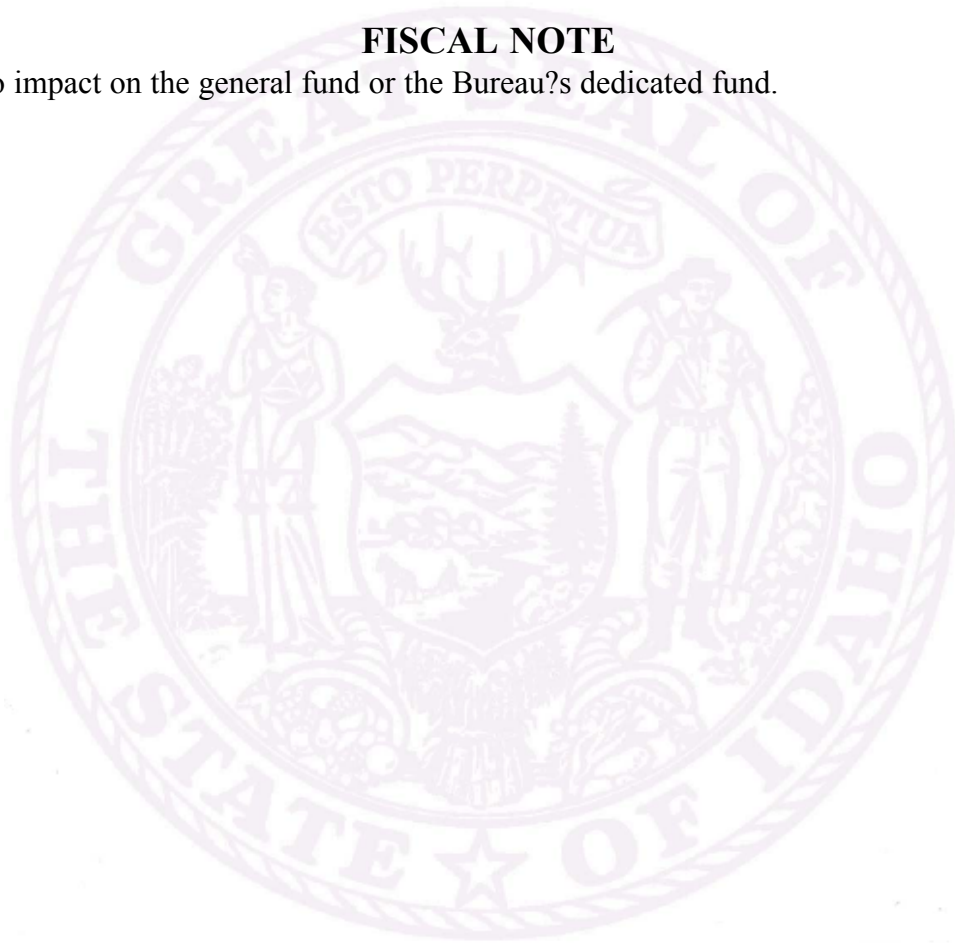 FISCAL NOTE
o impact on the general fund or the Bureau?s dedicated fund.
GREAT SEAL OF
ESTO PERPETUA
THE STATE OF IDAHO